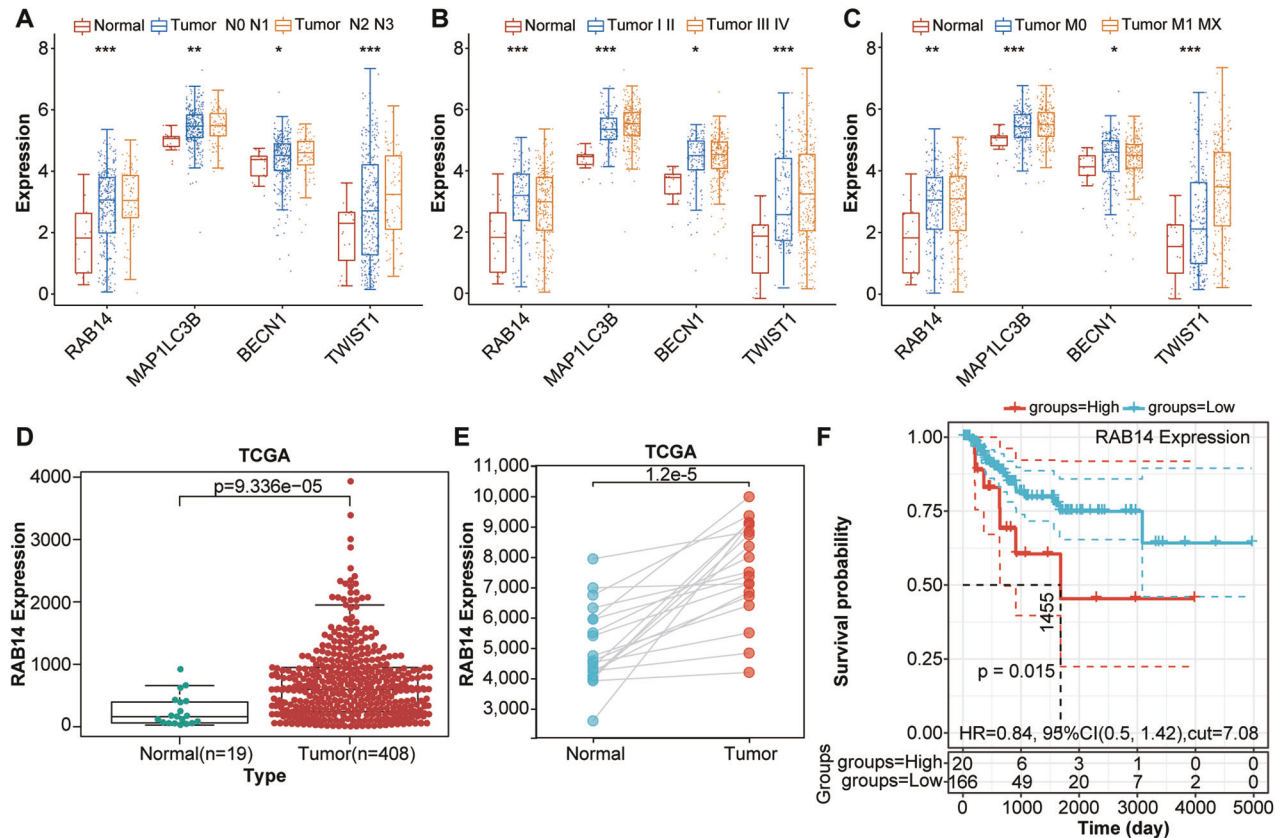 A
Normal Tumor N0 N1 Tumor N2 N3
*** ** * ***
8
6
4
2
0
Expression
RAB14 MAP1LC3B BECN1 TWIST1
B
Normal Tumor I II Tumor III IV
*** *** * ***
8
6
4
2
0
Expression
RAB14 MAP1LC3B BECN1 TWIST1
C
Normal Tumor M0 Tumor M1 MX
** *** * ***
8
6
4
2
0
Expression
RAB14 MAP1LC3B BECN1 TWIST1
D
TCGA
p=9.336e−05
4000
3000
2000
1000
0
RAB14 Expression
Normal(n=19) Tumor(n=408)
Type
E
TCGA
1.2e-5
11,000
10,000
9,000
8,000
7,000
6,000
5,000
4,000
3,000
RAB14 Expression
Normal Tumor
F
groups=High groups=Low
RAB14 Expression
1.00
0.75
0.50
0.25
0.00
Survival probability
1455
p = 0.015
HR=0.84, 95%CI(0.5, 1.42),cut=7.08
Groups
groups=High 20 6 3 1 0 0
groups=Low 166 49 20 7 2 0
0 1000 2000 3000 4000 5000
Time (day)